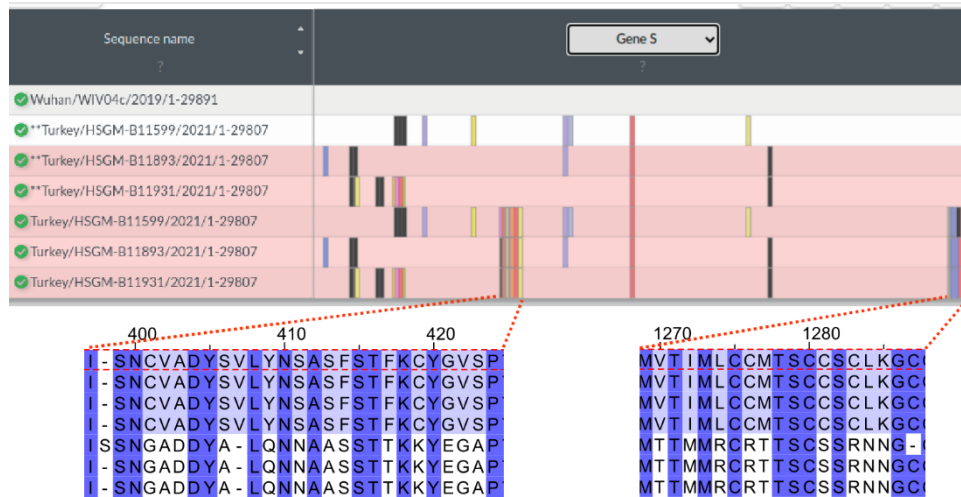 Sequence name
?
Gene S
?
Wuhan/WIV04c/2019/1-29891
**Turkey/HSGM-B11599/2021/1-29807
**Turkey/HSGM-B11893/2021/1-29807
**Turkey/HSGM-B11931/2021/1-29807
Turkey/HSGM-B11599/2021/1-29807
Turkey/HSGM-B11893/2021/1-29807
Turkey/HSGM-B11931/2021/1-29807
400 410 420
I-SNCVADYSVLYNSASFSTFKCYGVSP
I-SNCVADYSVLYNSASFSTFKCYGVSP
I-SNCVADYSVLYNSASFSTFKCYGVSP
I-SNCVADYSVLYNSASFSTFKCYGVSP
ISSNGADDYA-LQNNAASSTTKKYEGAP
I-SNGADDYA-LQNNAASSTTKKYEGAP
I-SNGADDYA-LQNNAASSTTKKYEGAP
1270 1280
MVTIMLCCMTSCCSCLKGC
MVTIMLCCMTSCCSCLKGC
MVTIMLCCMTSCCSCLKGC
MVTIMLCCMTSCCSCLKGC
MTTMMRCRTTSCSSRNNG-
MTTMMRCRTTSCSSRNNGC
MTTMMRCRTTSCSSRNNGC